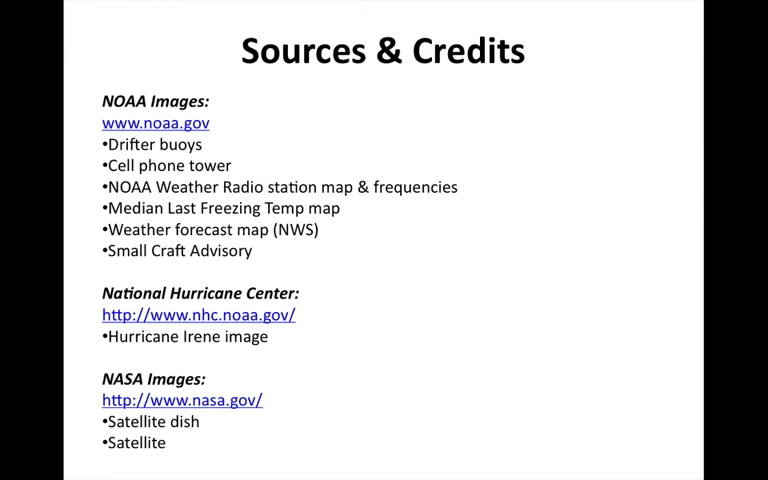 Sources & Credits
NOAA Images:
www.noaa.gov
•Drifter buoys
•Cell phone tower
•NOAA Weather Radio station map & frequencies
•Median Last Freezing Temp map
•Weather forecast map (NWS)
•Small Craft Advisory
National Hurricane Center:
http://www.nhc.noaa.gov/
•Hurricane Irene image
NASA Images:
http://www.nasa.gov/
•Satellite dish
•Satellite